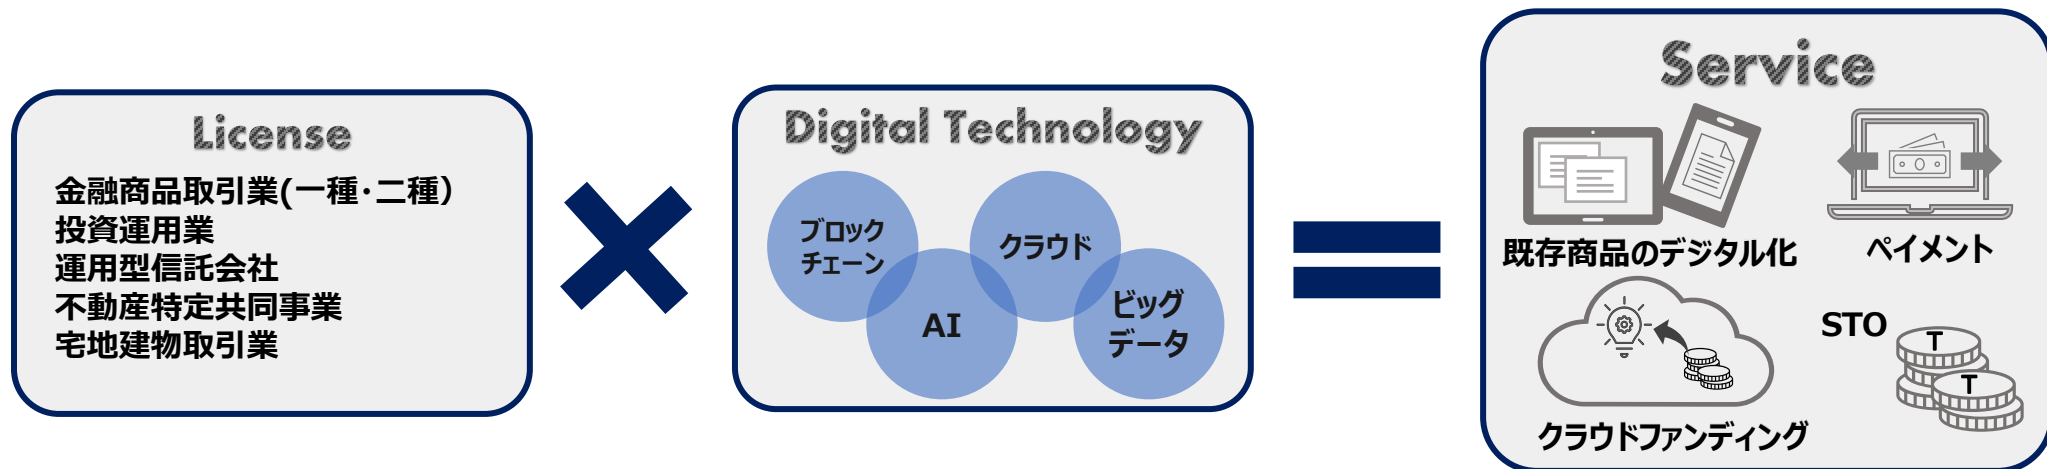 License
金融商品取引業(一種･二種）
投資運用業
運用型信託会社
不動産特定共同事業
宅地建物取引業
Digital Technology
ブロック
チェーン
AI
クラウド
ビッグ
データ
Service
既存商品のデジタル化
ペイメント
クラウドファンディング
STO
T
T